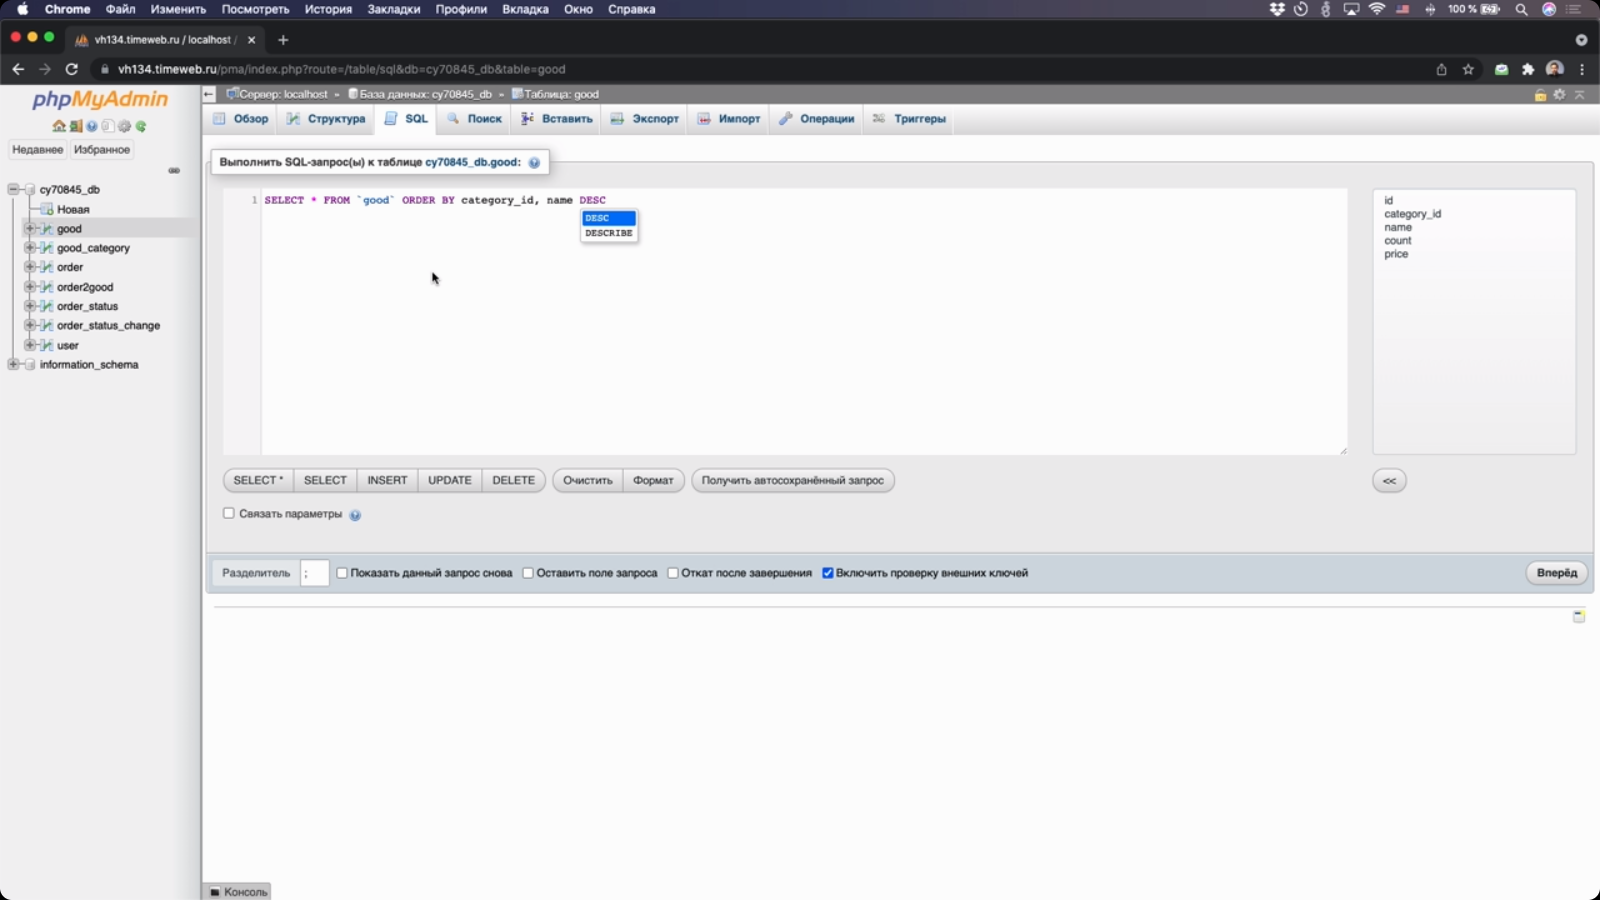 Chrome Файл Изменить Посмотреть История Закладки Профили Вкладка Окно Справка 100 %
vh134.timeweb.ru / localhost /
vh134.timeweb.ru/pma/index.php?route=/table/sql&db=cy70845_db&table=good
phpMyAdmin
Недавнее Избранное
cy70845_db
Новая
good
good_category
order
order2good
order_status
order_status_change
user
information_schema
Сервер: localhost » База данных: cy70845_db » Таблица: good
Обзор Структура SQL Поиск Вставить Экспорт Импорт Операции Триггеры
Выполнить SQL-запрос(ы) к таблице cy70845_db.good:
1 SELECT * FROM `good` ORDER BY category_id, name DESC
DESC
DESCRIBE
id
category_id
name
count
price
SELECT * SELECT INSERT UPDATE DELETE Очистить Формат Получить автосохранённый запрос <<
Связать параметры
Разделитель ; Показать данный запрос снова Оставить поле запроса Откат после завершения Включить проверку внешних ключей Вперёд
Консоль